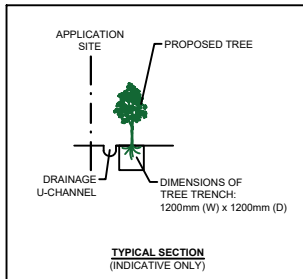 APPLICATION
SITE
PROPOSED TREE
DRAINAGE
U-CHANNEL
DIMENSIONS OF
TREE TRENCH:
1200mm (W) x 1200mm (D)
TYPICAL SECTION
(INDICATIVE ONLY)